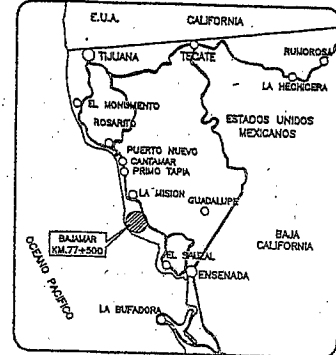 E.U.A. CALIFORNIA
TIJUANA
TECATE
RUMOROSA
LA HECHICERA
EL MONUMENTO
ROSARITO
ESTADOS UNIDOS
MEXICANOS
PUERTO NUEVO
CANTAMAR
PRIMO TAPIA
LA MISION
GUADALUPE
BAJAMAR
KM.77+500
BAJA
CALIFORNIA
OCEANO PACIFICO
EL SAUZAL
ENSENADA
LA BUFADORA